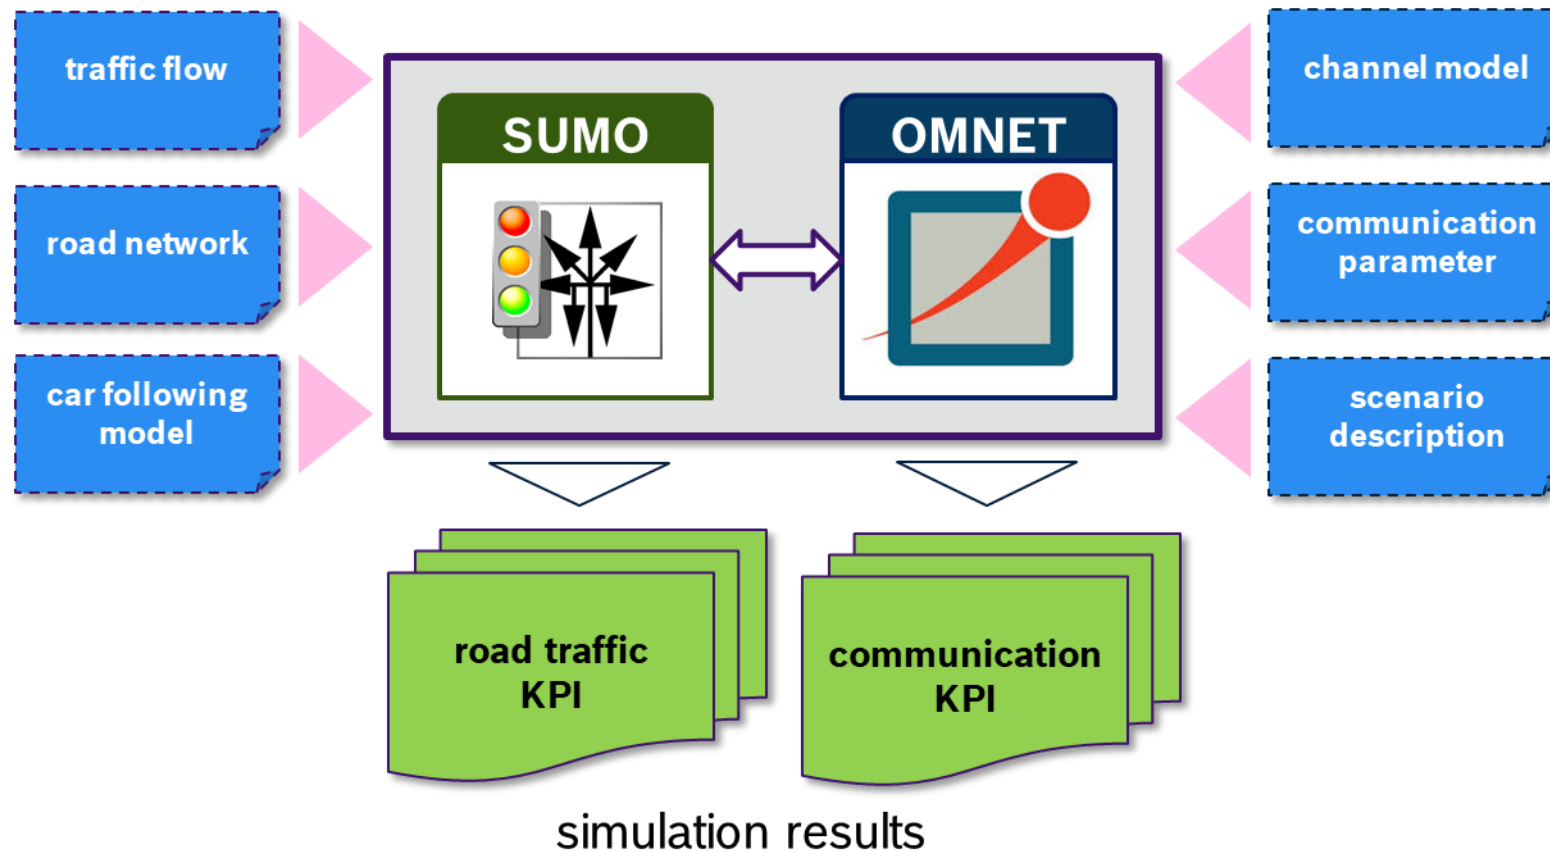 traffic flow
road network
car following
model
SUMO
OMNET
channel model
communication
parameter
scenario
description
road traffic
KPI
communication
KPI
simulation results